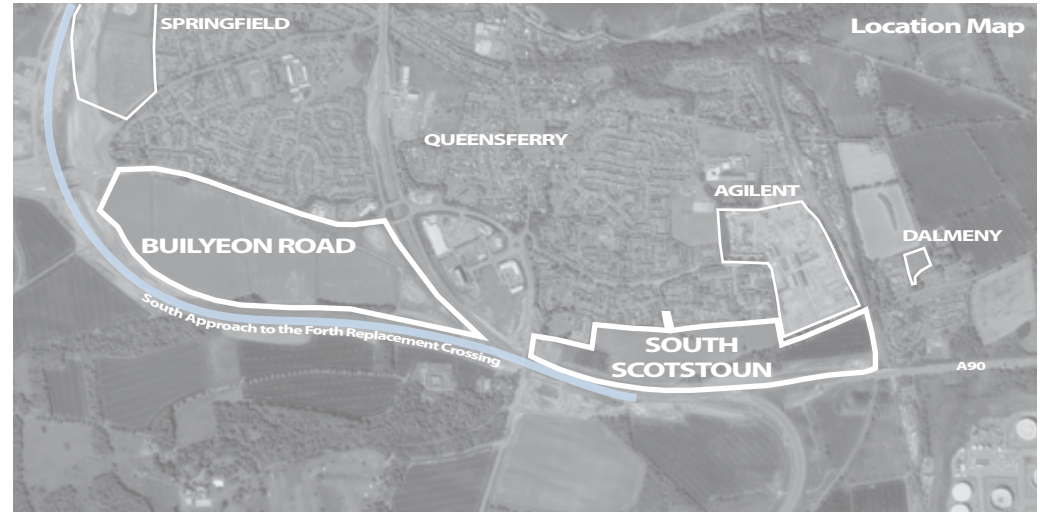 SPRINGFIELD
Location Map
QUEENSFERRY
AGILENT
BUILYEON ROAD
DALMENY
South Approach to the Forth Replacement Crossing
SOUTH
SCOTSTOUN
A90